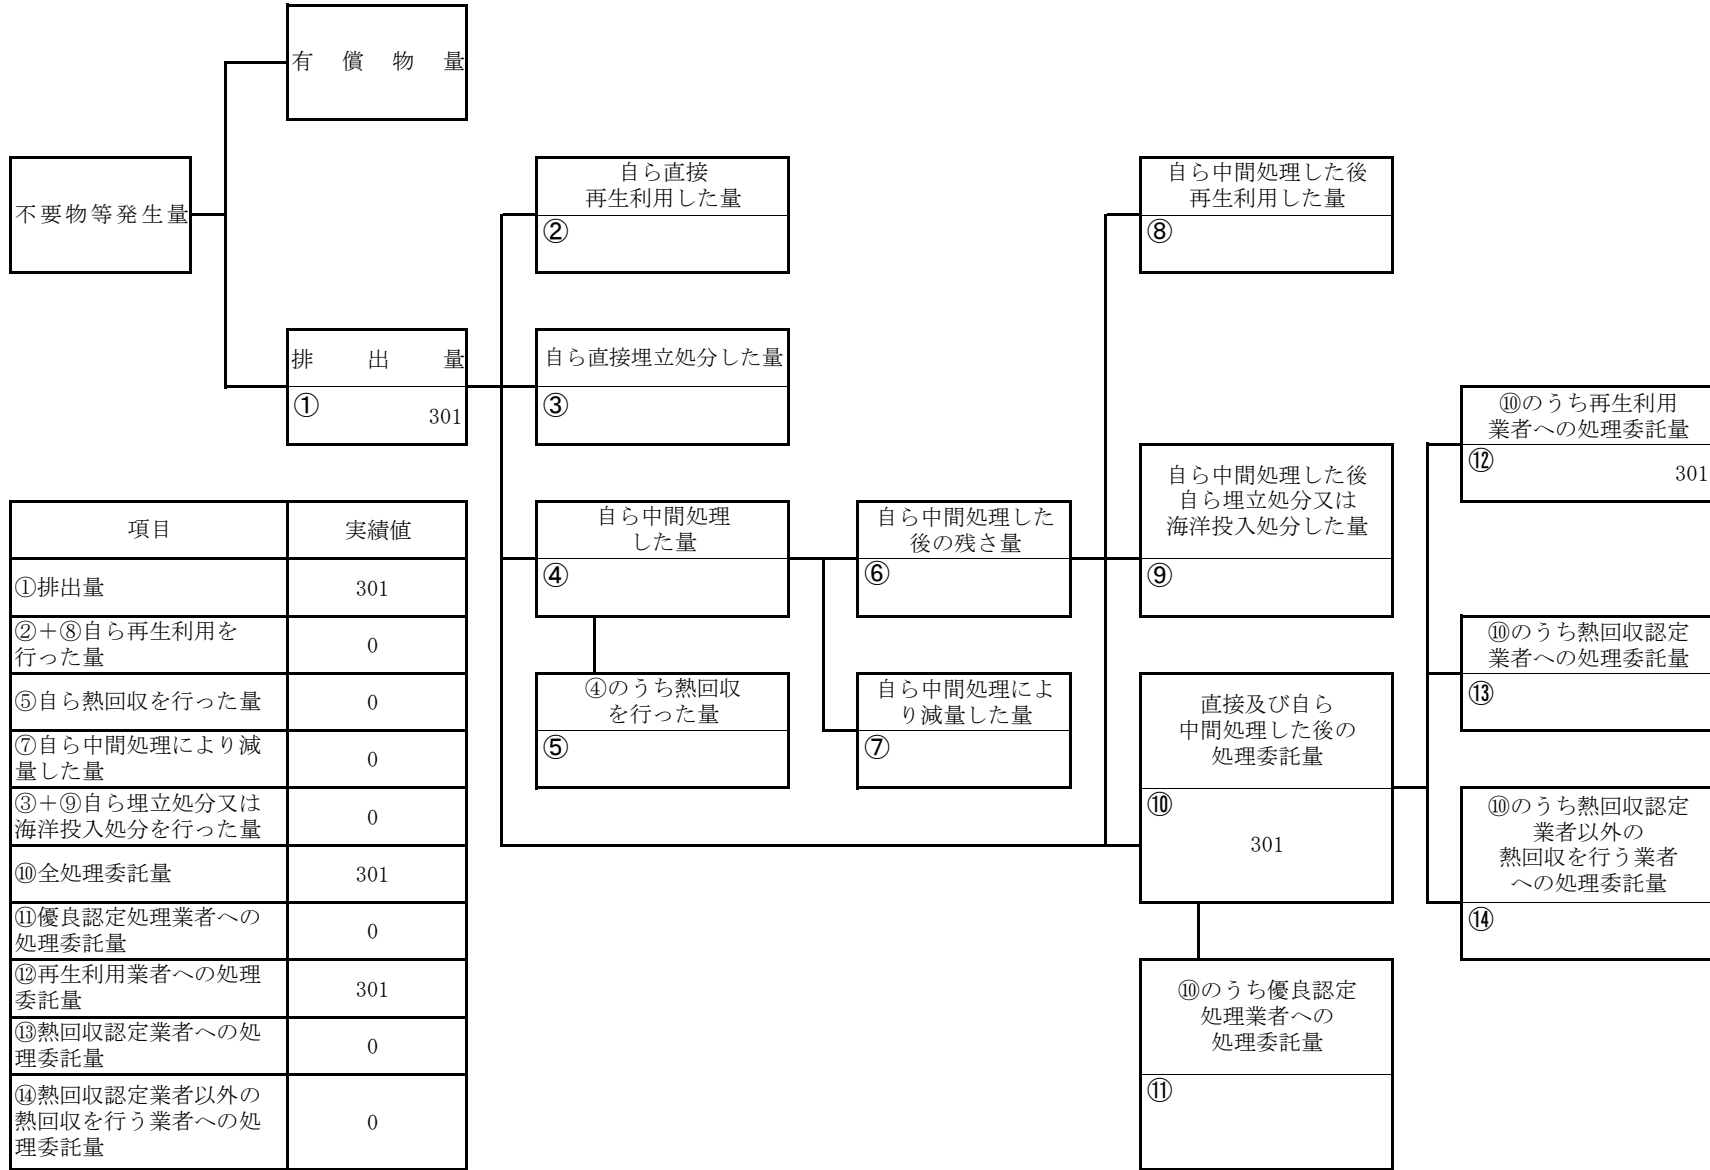 有償物量
不要物等発生量
排出量
①
301
自ら直接
再生利用した量
②
自ら直接埋立処分した量
③
自ら中間処理
した量
④
④のうち熱回収
を行った量
⑤
自ら中間処理した
後の残さ量
⑥
自ら中間処理によ
り減量した量
⑦
自ら中間処理した後
再生利用した量
⑧
自ら中間処理した後
自ら埋立処分又は
海洋投入処分した量
⑨
直接及び自ら
中間処理した後の
処理委託量
⑩
301
⑩のうち優良認定
処理業者への
処理委託量
⑪
⑩のうち再生利用
業者への処理委託量
⑫
301
⑩のうち熱回収認定
業者への処理委託量
⑬
⑩のうち熱回収認定
業者以外の
熱回収を行う業者
への処理委託量
⑭
項目 実績値
①排出量 301
②＋⑧自ら再生利用を
行った量 0
⑤自ら熱回収を行った量 0
⑦自ら中間処理により減
量した量 0
③＋⑨自ら埋立処分又は
海洋投入処分を行った量 0
⑩全処理委託量 301
⑪優良認定処理業者への
処理委託量 0
⑫再生利用業者への処理
委託量 301
⑬熱回収認定業者への処
理委託量 0
⑭熱回収認定業者以外の
熱回収を行う業者への処
理委託量 0